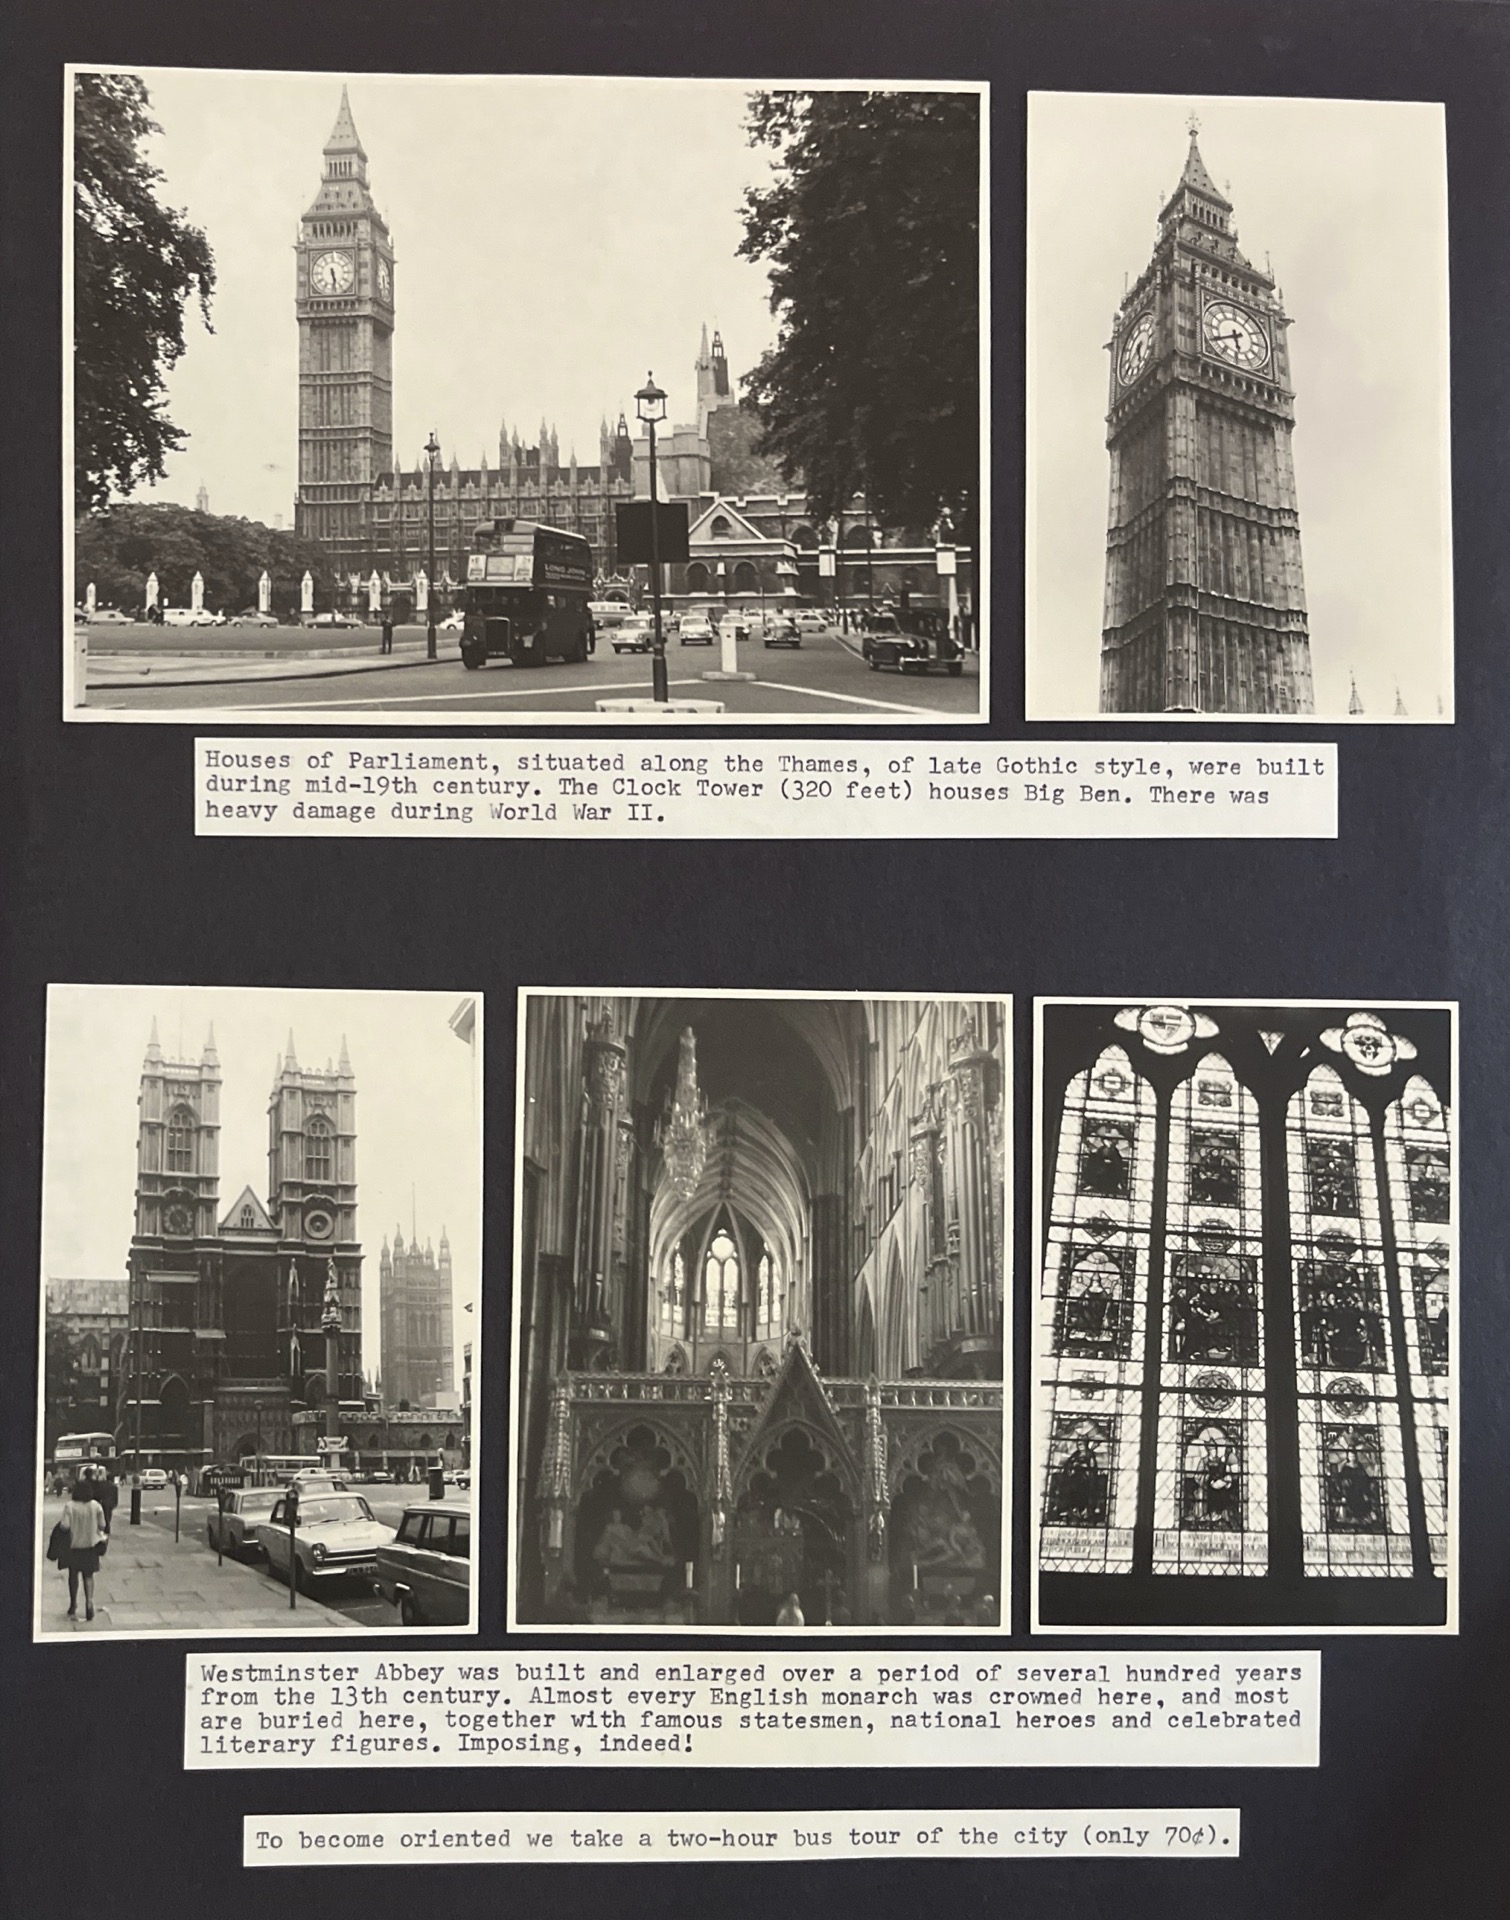 LONG JOHN
Houses of Parliament, situated along the Thames, of late Gothic style, were built
during mid-19th century. The Clock Tower (320 feet) houses Big Ben. There was
heavy damage during World War II.
Westminster Abbey was built and enlarged over a period of several hundred years
from the 13th century. Almost every English monarch was crowned here, and most
are buried here, together with famous statesmen, national heroes and celebrated
literary figures. Imposing, indeed!
To become oriented we take a two-hour bus tour of the city (only 70¢).